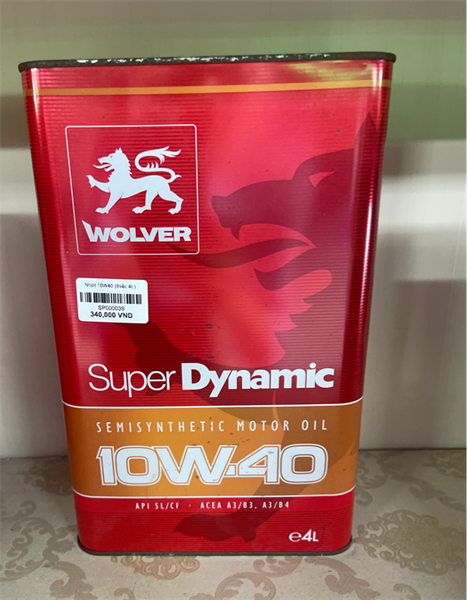 WOLVER
Nhớt 10W40 (thiếc 4L)
SP000039
340,000 VND
Super Dynamic
SEMISYNTHETIC MOTOR OIL
10W-40
API SL/CF · ACEA A3/B3, A3/B4
e4L